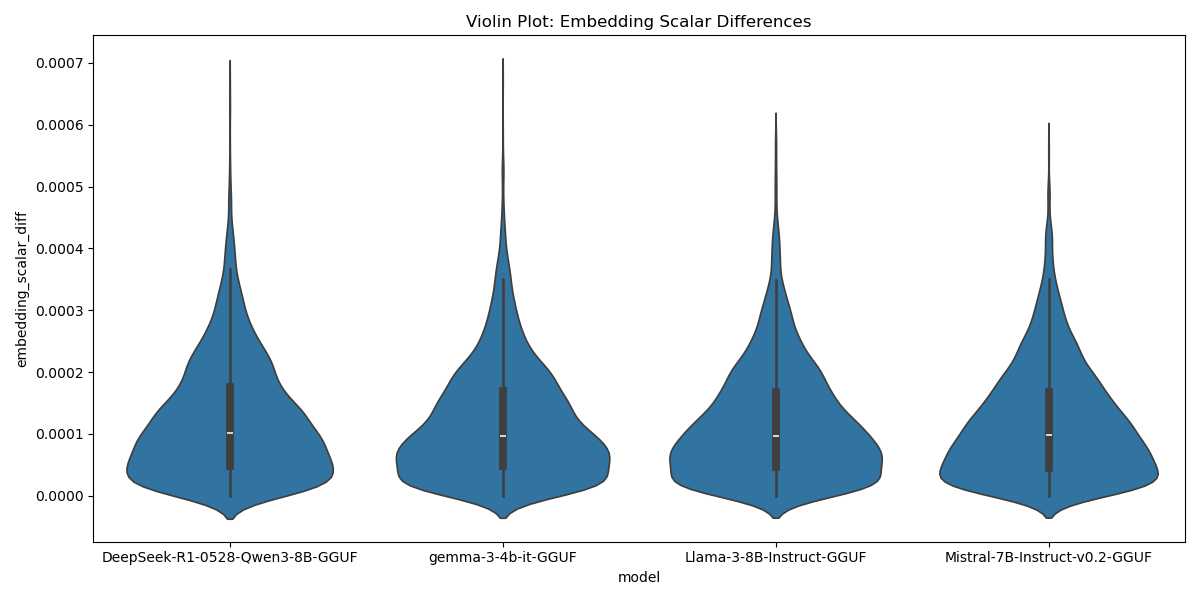 Violin Plot: Embedding Scalar Differences
embedding_scalar_diff
0.0007
0.0006
0.0005
0.0004
0.0003
0.0002
0.0001
0.0000
DeepSeek-R1-0528-Qwen3-8B-GGUF
gemma-3-4b-it-GGUF
Llama-3-8B-Instruct-GGUF
Mistral-7B-Instruct-v0.2-GGUF
model